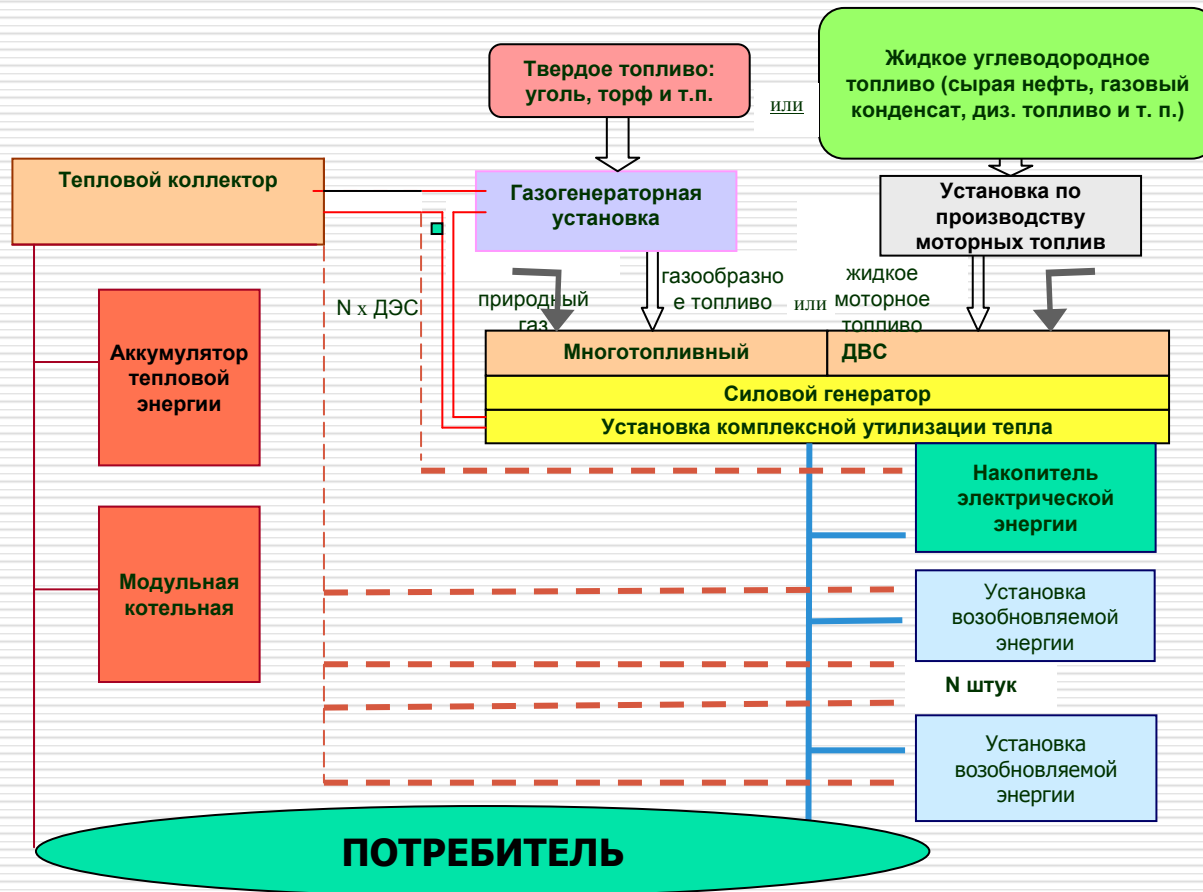 Твердое топливо:
уголь, торф и т.п.
или
Жидкое углеводородное
топливо (сырая нефть, газовый
конденсат, диз. топливо и т. п.)
Тепловой коллектор
Газогенераторная
установка
Установка по
производству
моторных топлив
N x ДЭС
природный
газ
газообразно
е топливо
или
жидкое
моторное
топливо
Многотопливный
ДВС
Силовой генератор
Установка комплексной утилизации тепла
Аккумулятор
тепловой
энергии
Накопитель
электрической
энергии
Модульная
котельная
Установка
возобновляемой
энергии
N штук
Установка
возобновляемой
энергии
ПОТРЕБИТЕЛЬ